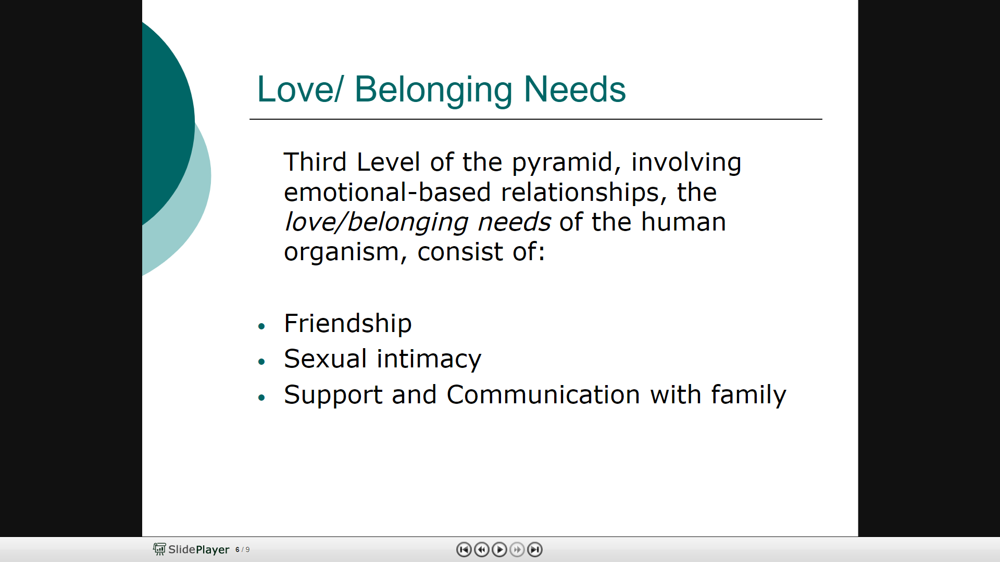 Love/ Belonging Needs
Third Level of the pyramid, involving
emotional-based relationships, the
love/belonging needs of the human
organism, consist of:
• Friendship
• Sexual intimacy
• Support and Communication with family
SlidePlayer 6 / 9